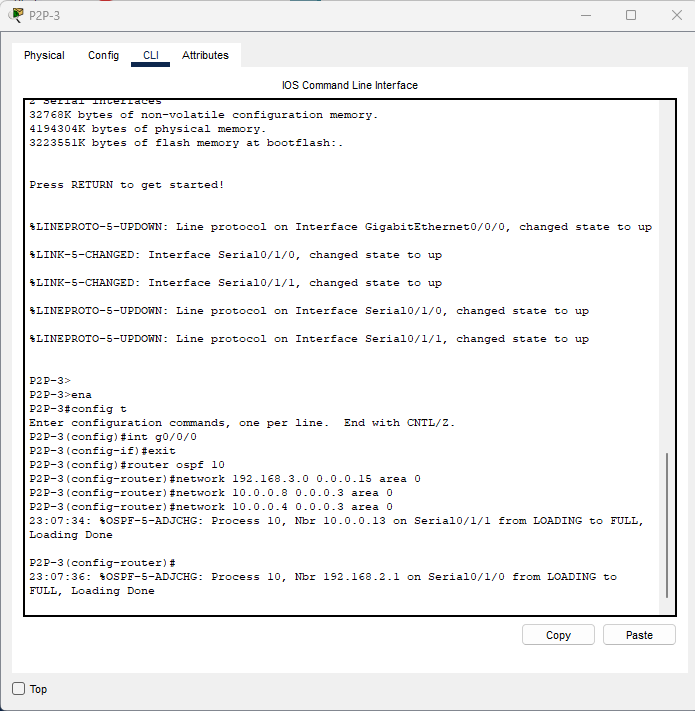 P2P-3
Physical Config CLI Attributes
IOS Command Line Interface
2 Serial interfaces
32768K bytes of non-volatile configuration memory.
4194304K bytes of physical memory.
3223551K bytes of flash memory at bootflash:.
Press RETURN to get started!
%LINEPROTO-5-UPDOWN: Line protocol on Interface GigabitEthernet0/0/0, changed state to up
%LINK-5-CHANGED: Interface Serial0/1/0, changed state to up
%LINK-5-CHANGED: Interface Serial0/1/1, changed state to up
%LINEPROTO-5-UPDOWN: Line protocol on Interface Serial0/1/0, changed state to up
%LINEPROTO-5-UPDOWN: Line protocol on Interface Serial0/1/1, changed state to up
P2P-3>
P2P-3>ena
P2P-3#config t
Enter configuration commands, one per line.  End with CNTL/Z.
P2P-3(config)#int g0/0/0
P2P-3(config-if)#exit
P2P-3(config)#router ospf 10
P2P-3(config-router)#network 192.168.3.0 0.0.0.15 area 0
P2P-3(config-router)#network 10.0.0.8 0.0.0.3 area 0
P2P-3(config-router)#network 10.0.0.4 0.0.0.3 area 0
23:07:34: %OSPF-5-ADJCHG: Process 10, Nbr 10.0.0.13 on Serial0/1/1 from LOADING to FULL,
Loading Done
P2P-3(config-router)#
23:07:36: %OSPF-5-ADJCHG: Process 10, Nbr 192.168.2.1 on Serial0/1/0 from LOADING to
FULL, Loading Done
Copy Paste
Top